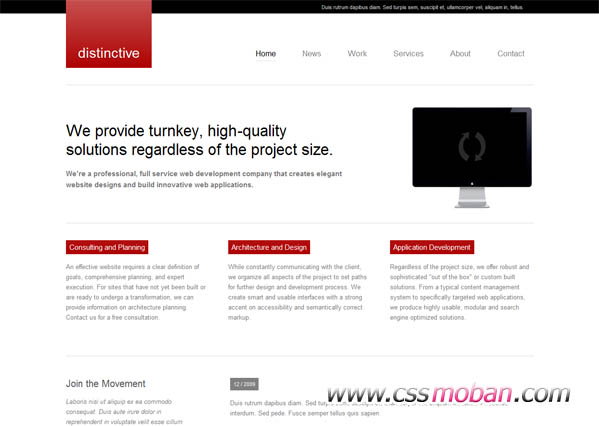 Duis rutrum dapibus diam. Sed turpis sem, suscipit et, ullamcorper vel, aliquam in, tellus.
distinctive
Home News Work Services About Contact
We provide turnkey, high-quality
solutions regardless of the project size.
We're a professional, full service web development company that creates elegant
website designs and build innovative web applications.
Consulting and Planning
An effective website requires a clear definition of
goals, comprehensive planning, and expert
execution. For sites that have not yet been built or
are ready to undergo a transformation, we can
provide information on architecture planning.
Contact us for a free consultation.
Architecture and Design
While constantly communicating with the client,
we organize all aspects of the project to set paths
for further design and development process. We
create smart and usable interfaces with a strong
accent on accessibility and semantically correct
markup.
Application Development
Regardless of the project size, we offer robust and
sophisticated "out of the box" or custom built
solutions. From a typical content management
system to specifically targeted web applications,
we produce highly usable, modular and search
engine optimized solutions.
Join the Movement
Laboris nisi ut aliquip ex ea commodo
consequat. Duis aute irure dolor in
reprehenderit in voluptate velit esse cillum
12 / 2009
Duis rutrum dapibus diam. Sed turpis
interdum. Sed pede. Fusce semper tellus quis sapien.
www.cssmoban.com